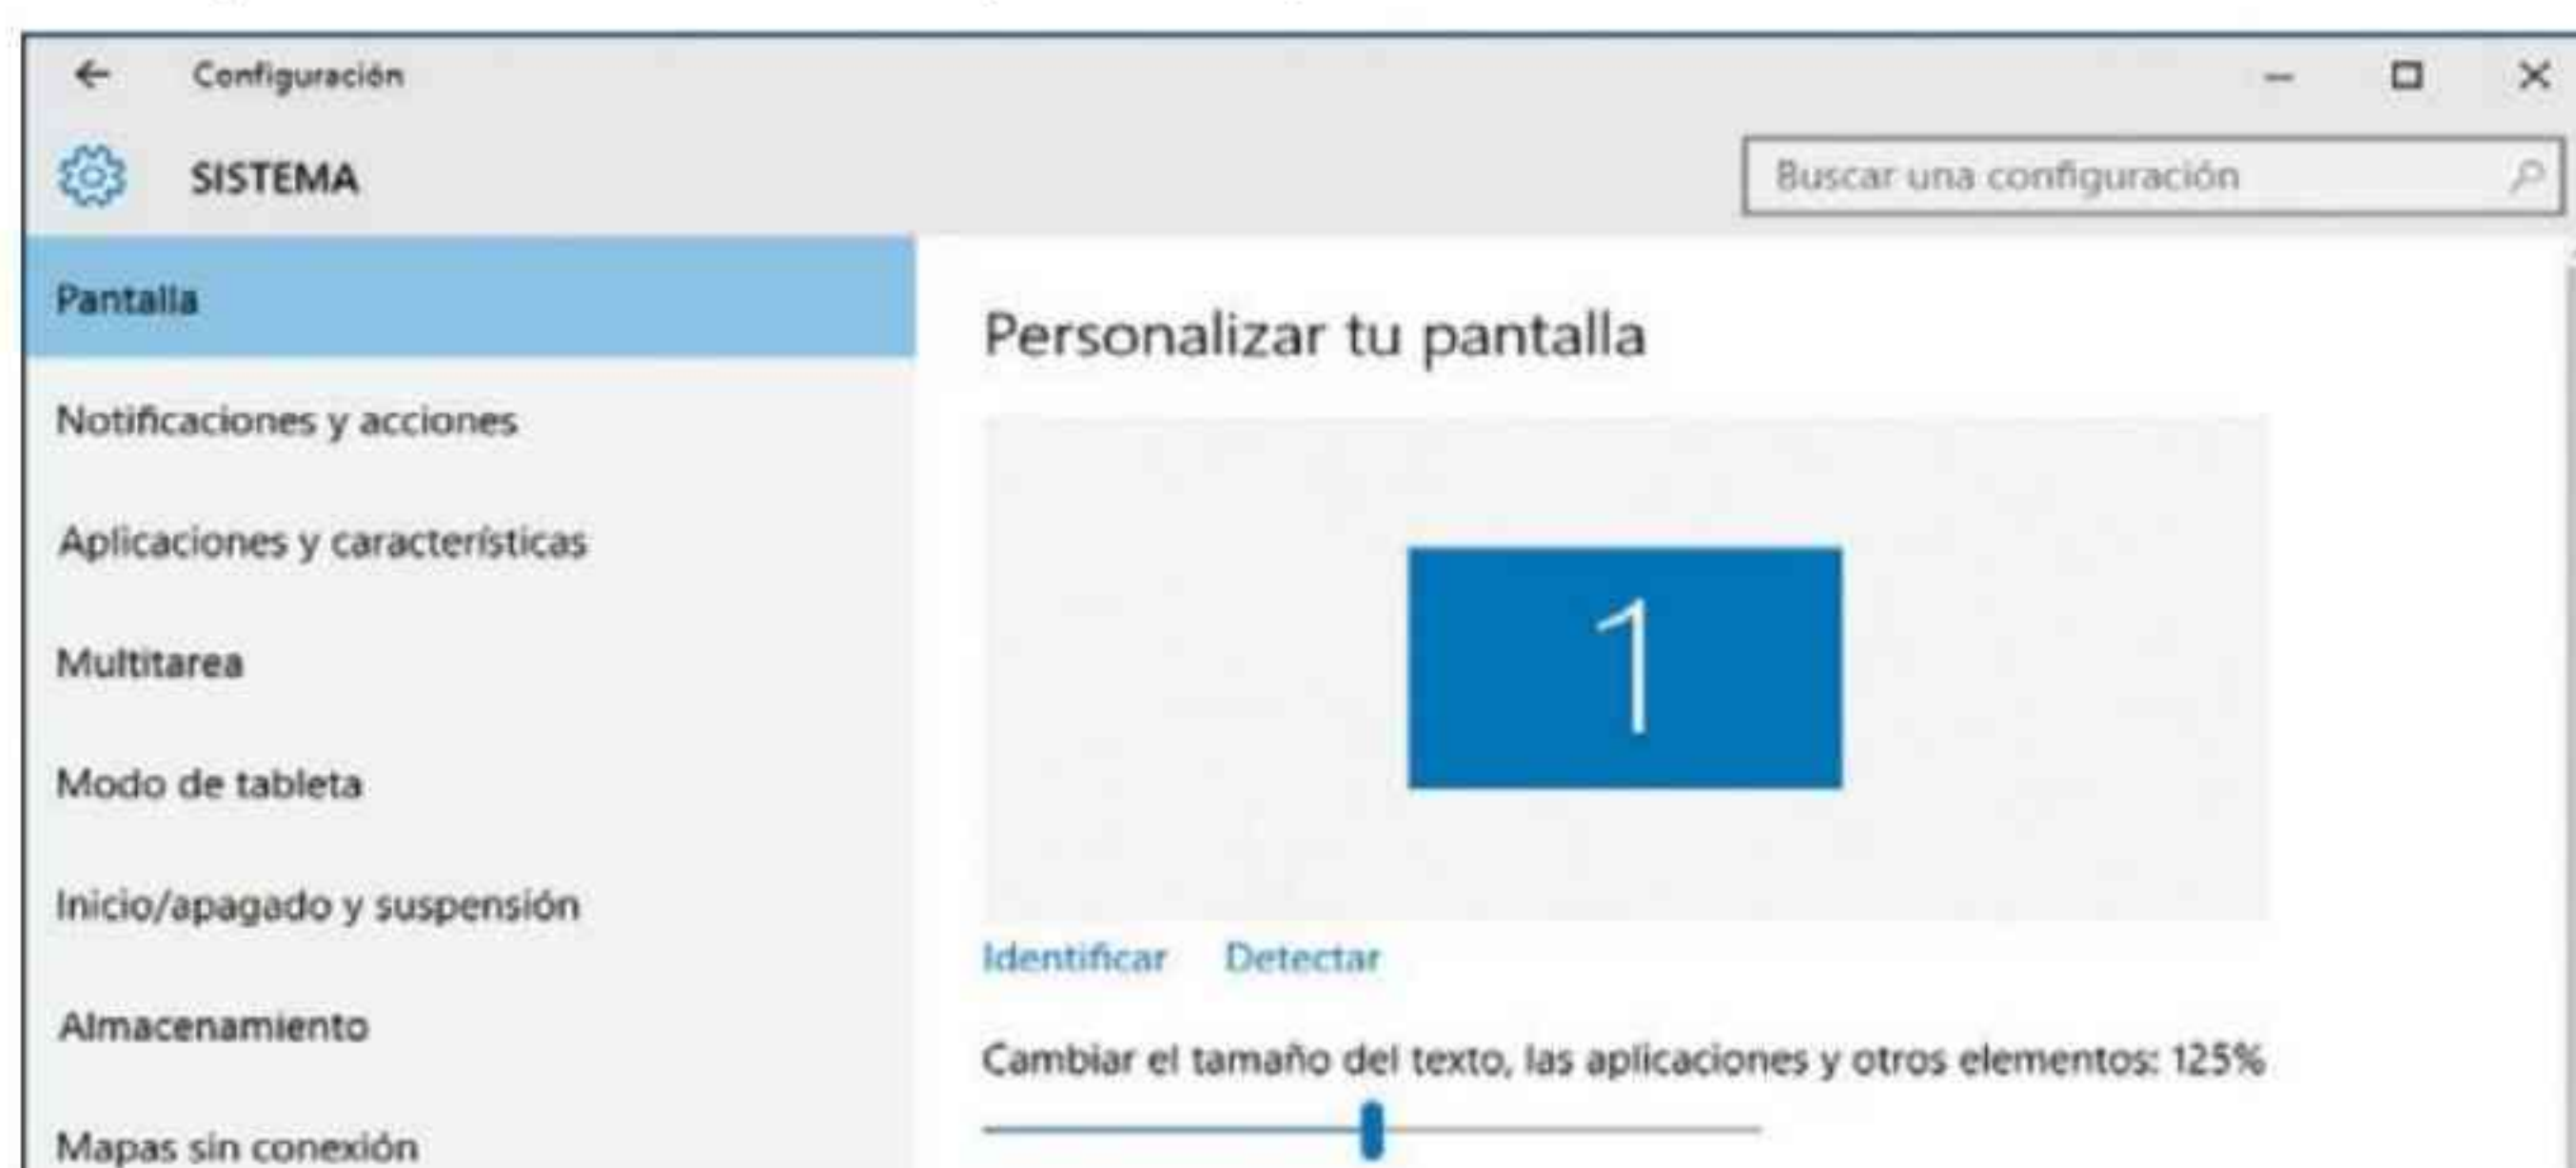 Configuración
SISTEMA
Buscar una configuración
Pantalla
Notificaciones y acciones
Aplicaciones y características
Multitarea
Modo de tableta
Inicio/apagado y suspensión
Almacenamiento
Mapas sin conexión
Personalizar tu pantalla
1
Identificar Detectar
Cambiar el tamaño del texto, las aplicaciones y otros elementos: 125%